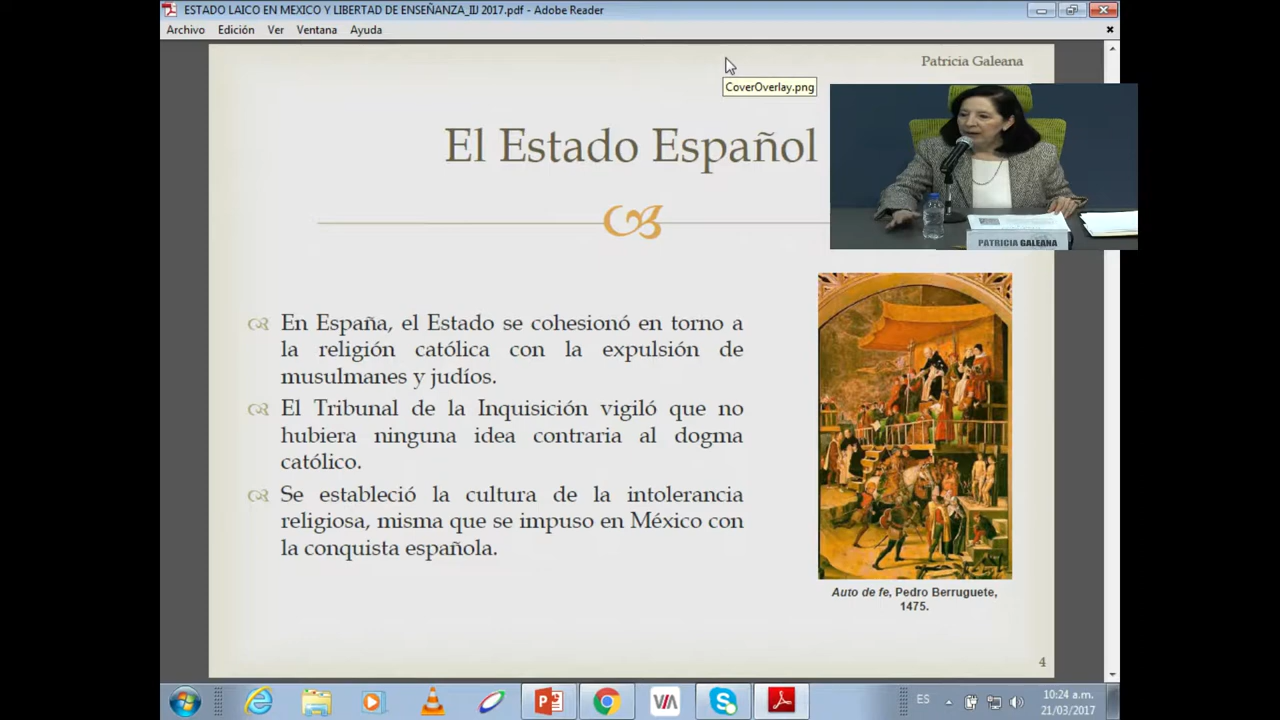 ESTADO LAICO EN MEXICO Y LIBERTAD DE ENSEÑANZA_IIJ 2017.pdf - Adobe Reader
Archivo Edición Ver Ventana Ayuda
Patricia Galeana
CoverOverlay.png
El Estado Español
PATRICIA GALEANA
En España, el Estado se cohesionó en torno a
la religión católica con la expulsión de
musulmanes y judíos.
El Tribunal de la Inquisición vigiló que no
hubiera ninguna idea contraria al dogma
católico.
Se estableció la cultura de la intolerancia
religiosa, misma que se impuso en México con
la conquista española.
Auto de fe, Pedro Berruguete,
1475.
4
VIA
ES
10:24 a.m.
21/03/2017